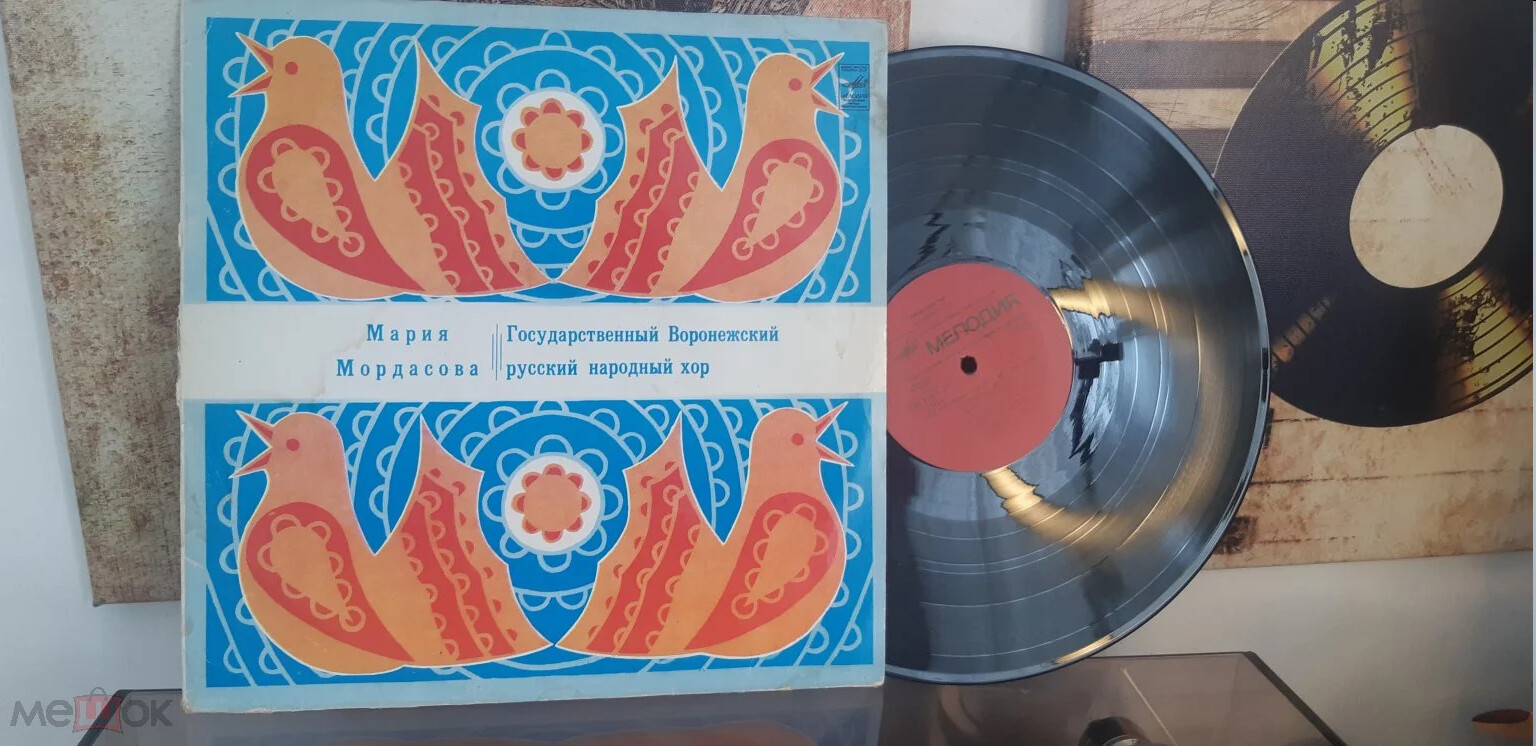 Мария
Мордасова
Государственный Воронежский
русский народный хор
МЕЛОДИЯ
мешок